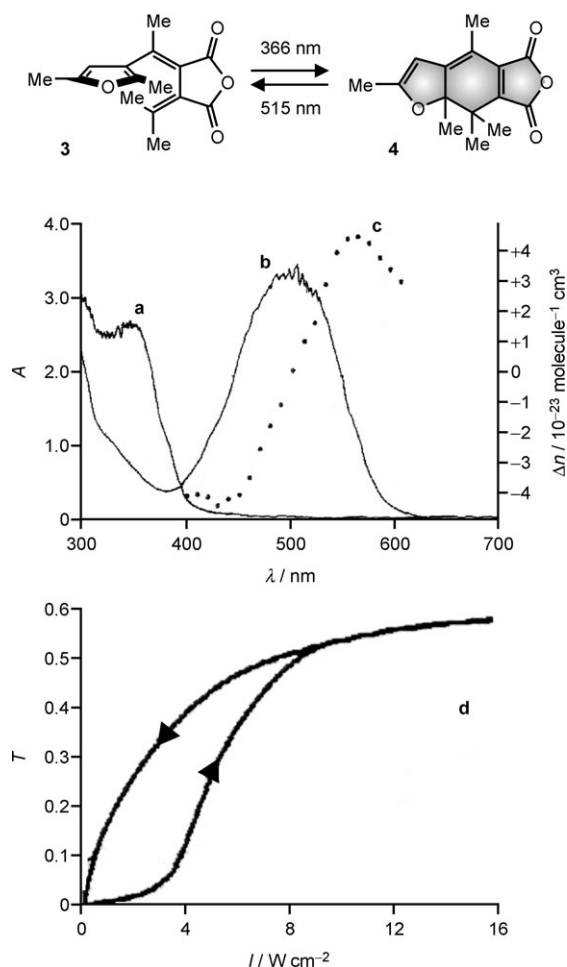 Me
O
Me
O
O
366 nm
515 nm
Me
O
Me
Me
Me
O
3
Me
O
O
Me
O
Me
Me
Me
O
4
4.0
3.0
2.0
1.0
0
A
a
b
c
+4
+3
+2
+1
0
−1
−2
−3
−4
Δn / 10⁻²³ molecule⁻¹ cm³
300
400
500
600
700
λ / nm
0.6
0.5
0.4
0.3
0.2
0.1
0
T
d
0
4
8
12
16
I / W cm⁻²